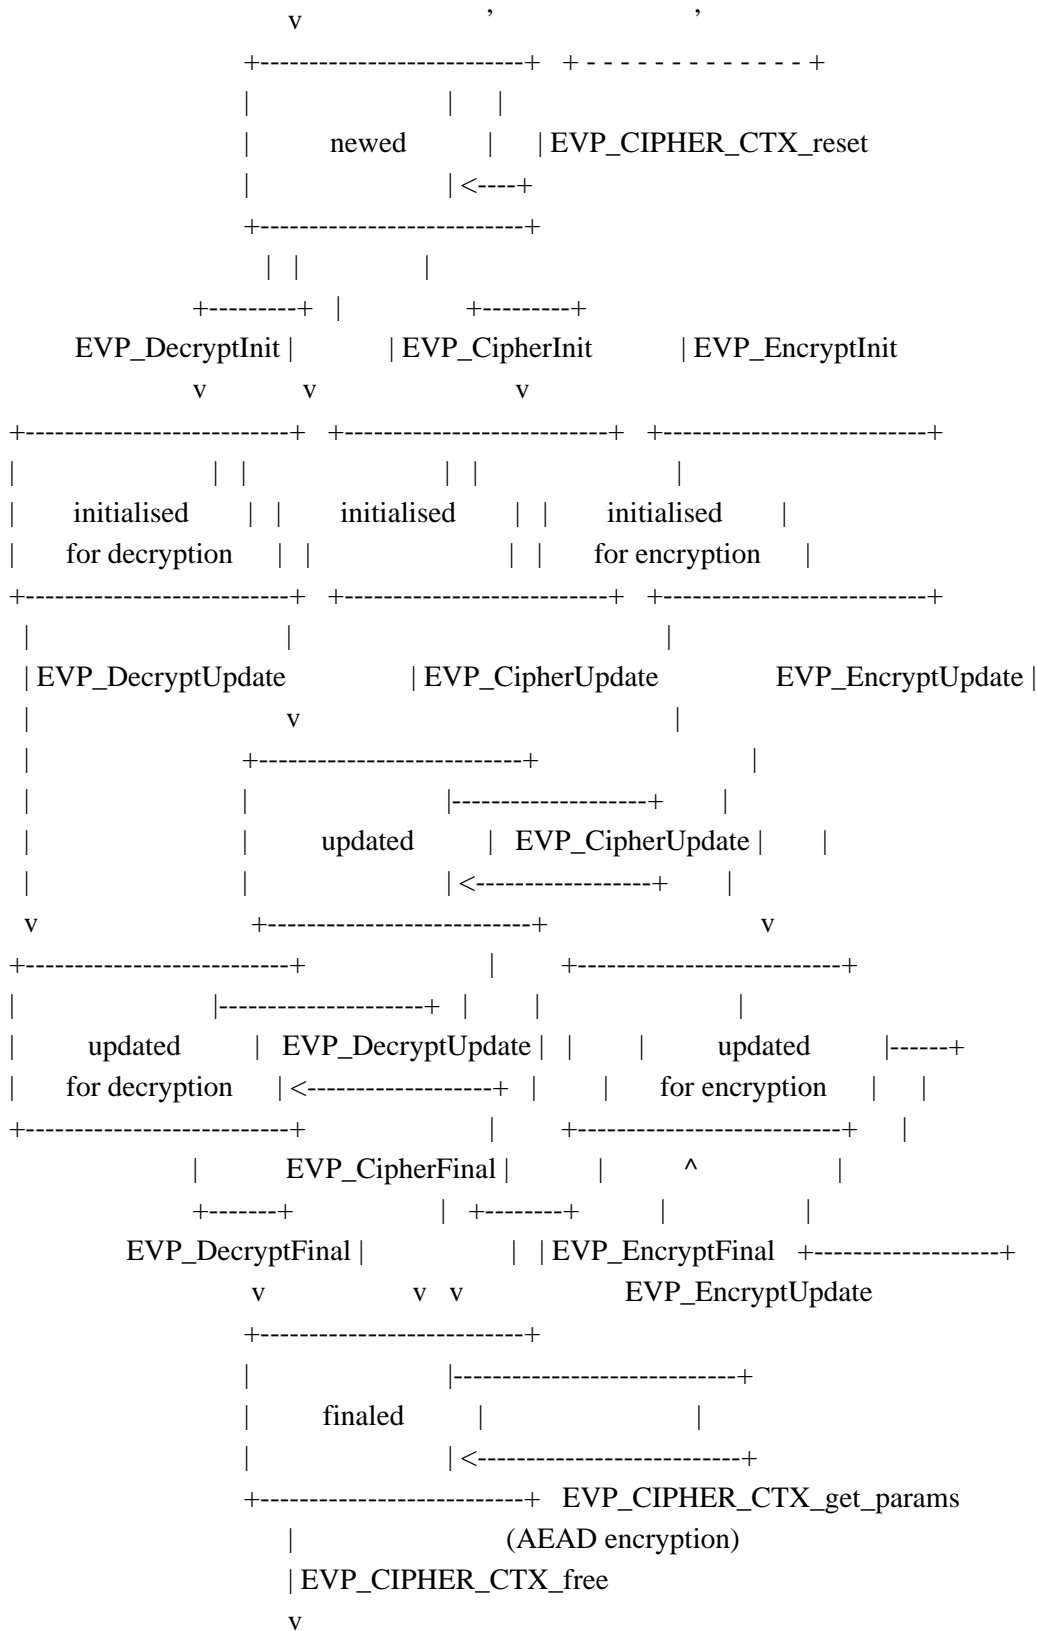 v                          '                           '
+---------------------------+   + - - - - - - - - - - - - - +
|                           |      |
|           newed          |      | EVP_CIPHER_CTX_reset
|                           | <----+
+---------------------------+
|   |                 |
+---------+   |                 +---------+
EVP_DecryptInit |             | EVP_CipherInit            | EVP_EncryptInit
v             v                           v
+---------------------------+   +---------------------------+   +---------------------------+
|                           |   |                           |   |                           |
|        initialised        |   |        initialised        |   |        initialised        |
|       for decryption      |   |                           |   |       for encryption      |
+---------------------------+   +---------------------------+   +---------------------------+
|                                   |                                                  |
| EVP_DecryptUpdate                 | EVP_CipherUpdate                EVP_EncryptUpdate |
|                                   v                                                  |
|                             +---------------------------+                            |
|                             |                           |--------------------+       |
|                             |          updated          |   EVP_CipherUpdate |       |
|                             |                           | <------------------+       |
v                             +---------------------------+                            v
+---------------------------+                         |       +---------------------------+
|                           |---------------------+   |       |                           |
|          updated          |   EVP_DecryptUpdate |   |       |          updated          |------+
|       for decryption      | <-------------------+   |       |       for encryption      |      |
+---------------------------+                         |       +---------------------------+      |
|           EVP_CipherFinal |           |         ^                |
+-------+                   |   +--------+         |                |
EVP_DecryptFinal |                   |   | EVP_EncryptFinal   +-------------------+
v                   v   v                    EVP_EncryptUpdate
+---------------------------+
|                           |-----------------------------+
|          finaled          |                             |
|                           | <---------------------------+
+---------------------------+   EVP_CIPHER_CTX_get_params
|                          (AEAD encryption)
| EVP_CIPHER_CTX_free
v